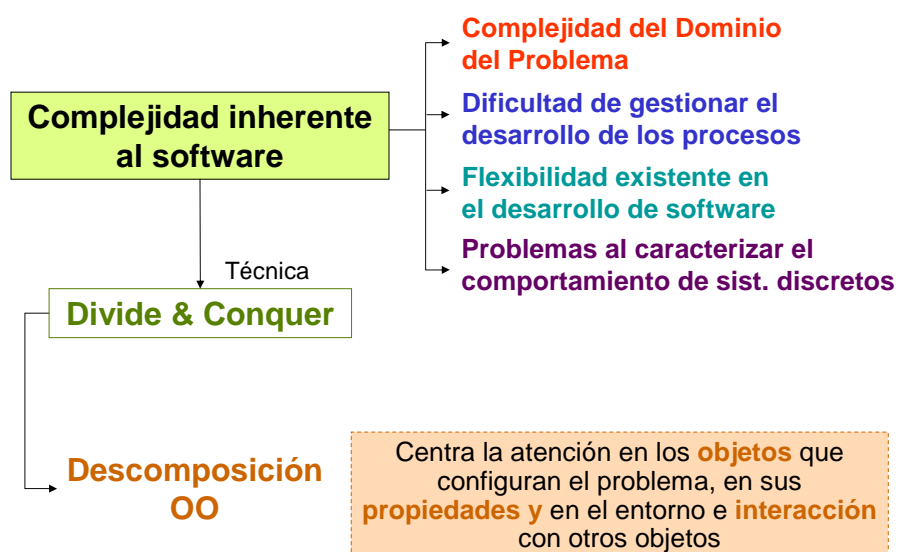 Complejidad del Dominio
del Problema
Complejidad inherente
al software
Dificultad de gestionar el
desarrollo de los procesos
Flexibilidad existente en
el desarrollo de software
Problemas al caracterizar el
comportamiento de sist. discretos
Técnica
Divide & Conquer
Descomposición
OO
Centra la atención en los objetos que
configuran el problema, en sus
propiedades y en el entorno e interacción
con otros objetos